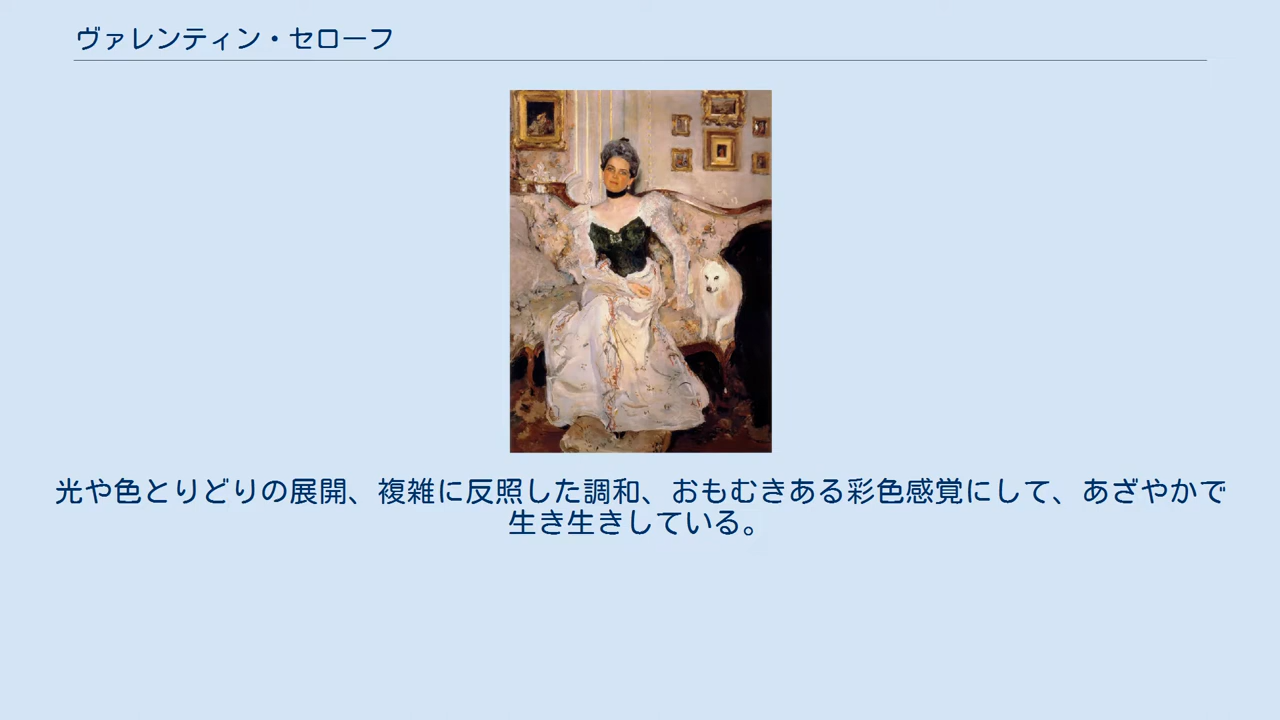 ヴァレンティン・セローフ
光や色とりどりの展開、複雑に反照した調和、おもむきある彩色感覚にして、あざやかで
生き生きしている。